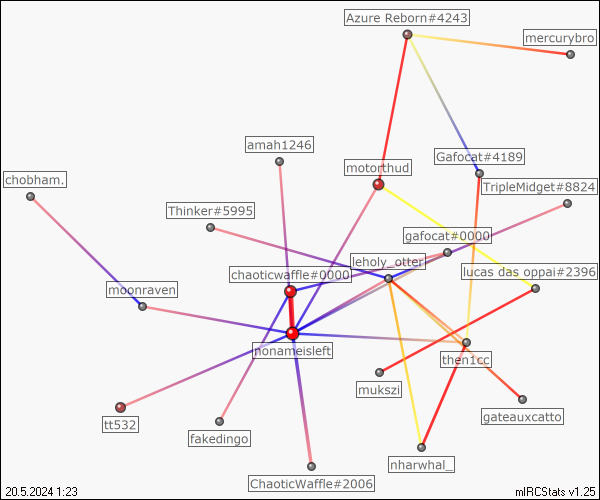 Azure Reborn#4243
mercurybro
amah1246
Gafocat#4189
motorthud
chobham.
TripleMidget#8824
Thinker#5995
gafocat#0000
leholy_otter
lucas das oppai#2396
chaoticwaffle#0000
moonraven
nonameisleft
then1cc
mukszi
gateauxcatto
tt532
fakedingo
nharwhal_
ChaoticWaffle#2006
20.5.2024 1:23
mIRCStats v1.25